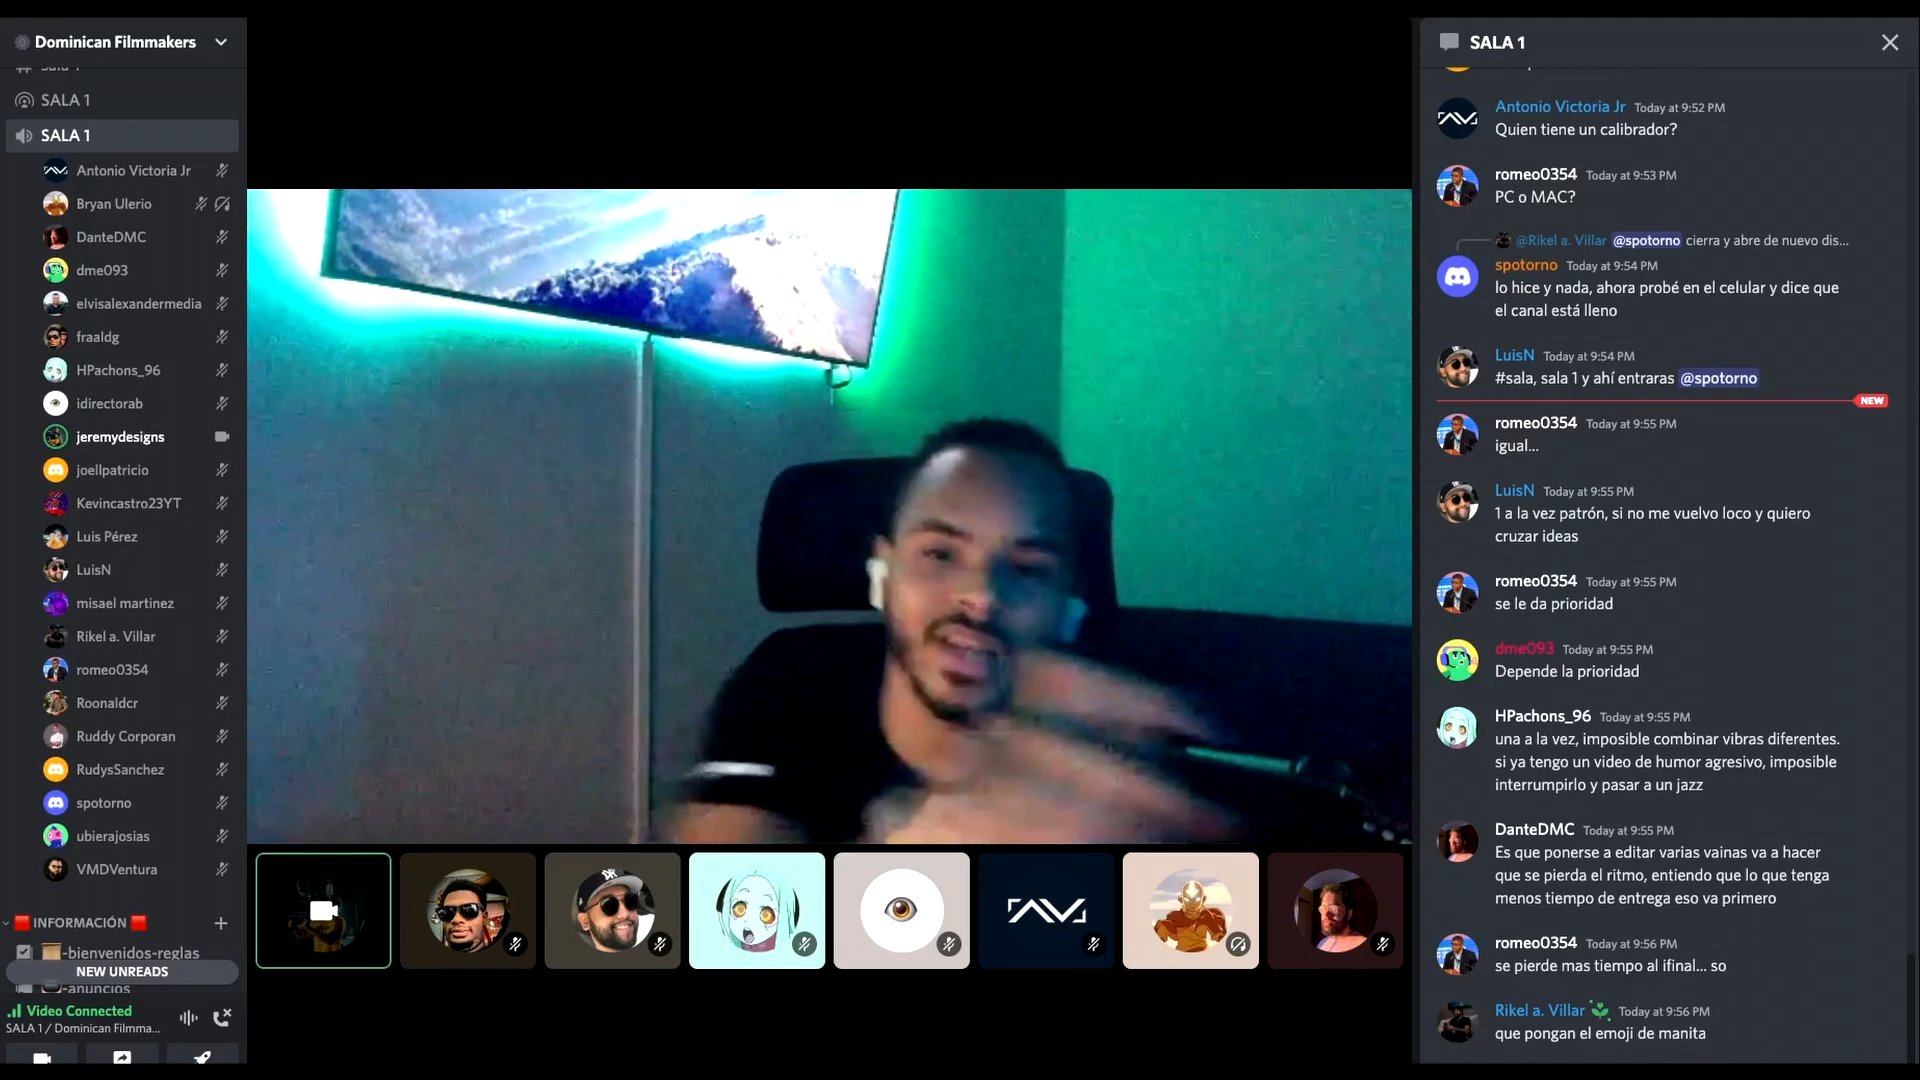 Dominican Filmmakers
SALA 1
SALA 1
Antonio Victoria Jr
Bryan Ulerio
DanteDMC
dme093
elvisalexandermedia
fraaldg
HPachons_96
idirectorab
jeremydesigns
joellpatricio
Kevincastro23YT
Luis Pérez
LuisN
misael martinez
Rikel a. Villar
romeo0354
Roonaldcr
Ruddy Corporan
RudysSanchez
spotorno
ubierajosias
VMDVentura
INFORMACIÓN
-bienvenidos-reglas
NEW UNREADS
-anuncios
Video Connected
SALA 1 / Dominican Filmma...
SALA 1
Antonio Victoria Jr Today at 9:52 PM
Quien tiene un calibrador?
romeo0354 Today at 9:53 PM
PC o MAC?
@Rikel a. Villar @spotorno cierra y abre de nuevo dis...
spotorno Today at 9:54 PM
lo hice y nada, ahora probé en el celular y dice que
el canal está lleno
LuisN Today at 9:54 PM
#sala, sala 1 y ahí entraras @spotorno
NEW
romeo0354 Today at 9:55 PM
igual...
LuisN Today at 9:55 PM
1 a la vez patrón, si no me vuelvo loco y quiero
cruzar ideas
romeo0354 Today at 9:55 PM
se le da prioridad
dme093 Today at 9:55 PM
Depende la prioridad
HPachons_96 Today at 9:55 PM
una a la vez, imposible combinar vibras diferentes.
si ya tengo un video de humor agresivo, imposible
interrumpirlo y pasar a un jazz
DanteDMC Today at 9:55 PM
Es que ponerse a editar varias vainas va a hacer
que se pierda el ritmo, entiendo que lo que tenga
menos tiempo de entrega eso va primero
romeo0354 Today at 9:56 PM
se pierde mas tiempo al ifinal... so
Rikel a. Villar Today at 9:56 PM
que pongan el emoji de manita